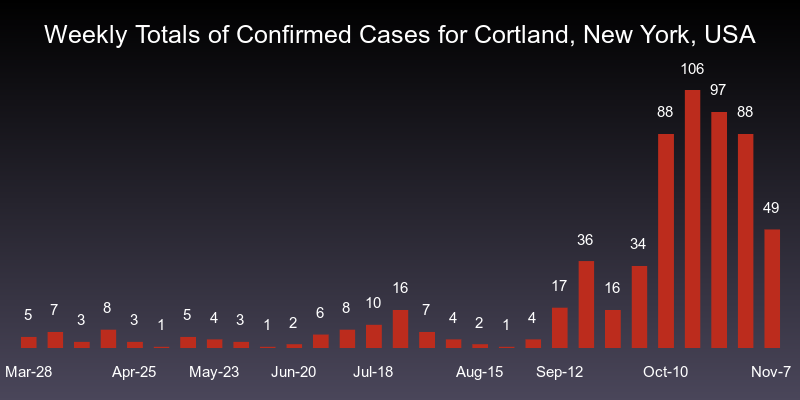 Weekly Totals of Confirmed Cases for Cortland, New York, USA
5 7 3 8 3 1 5 4 3 1 2 6 8 10 16 7 4 2 1 4 17 36 16 34 88 106 97 88 49
Mar-28 Apr-25 May-23 Jun-20 Jul-18 Aug-15 Sep-12 Oct-10 Nov-7